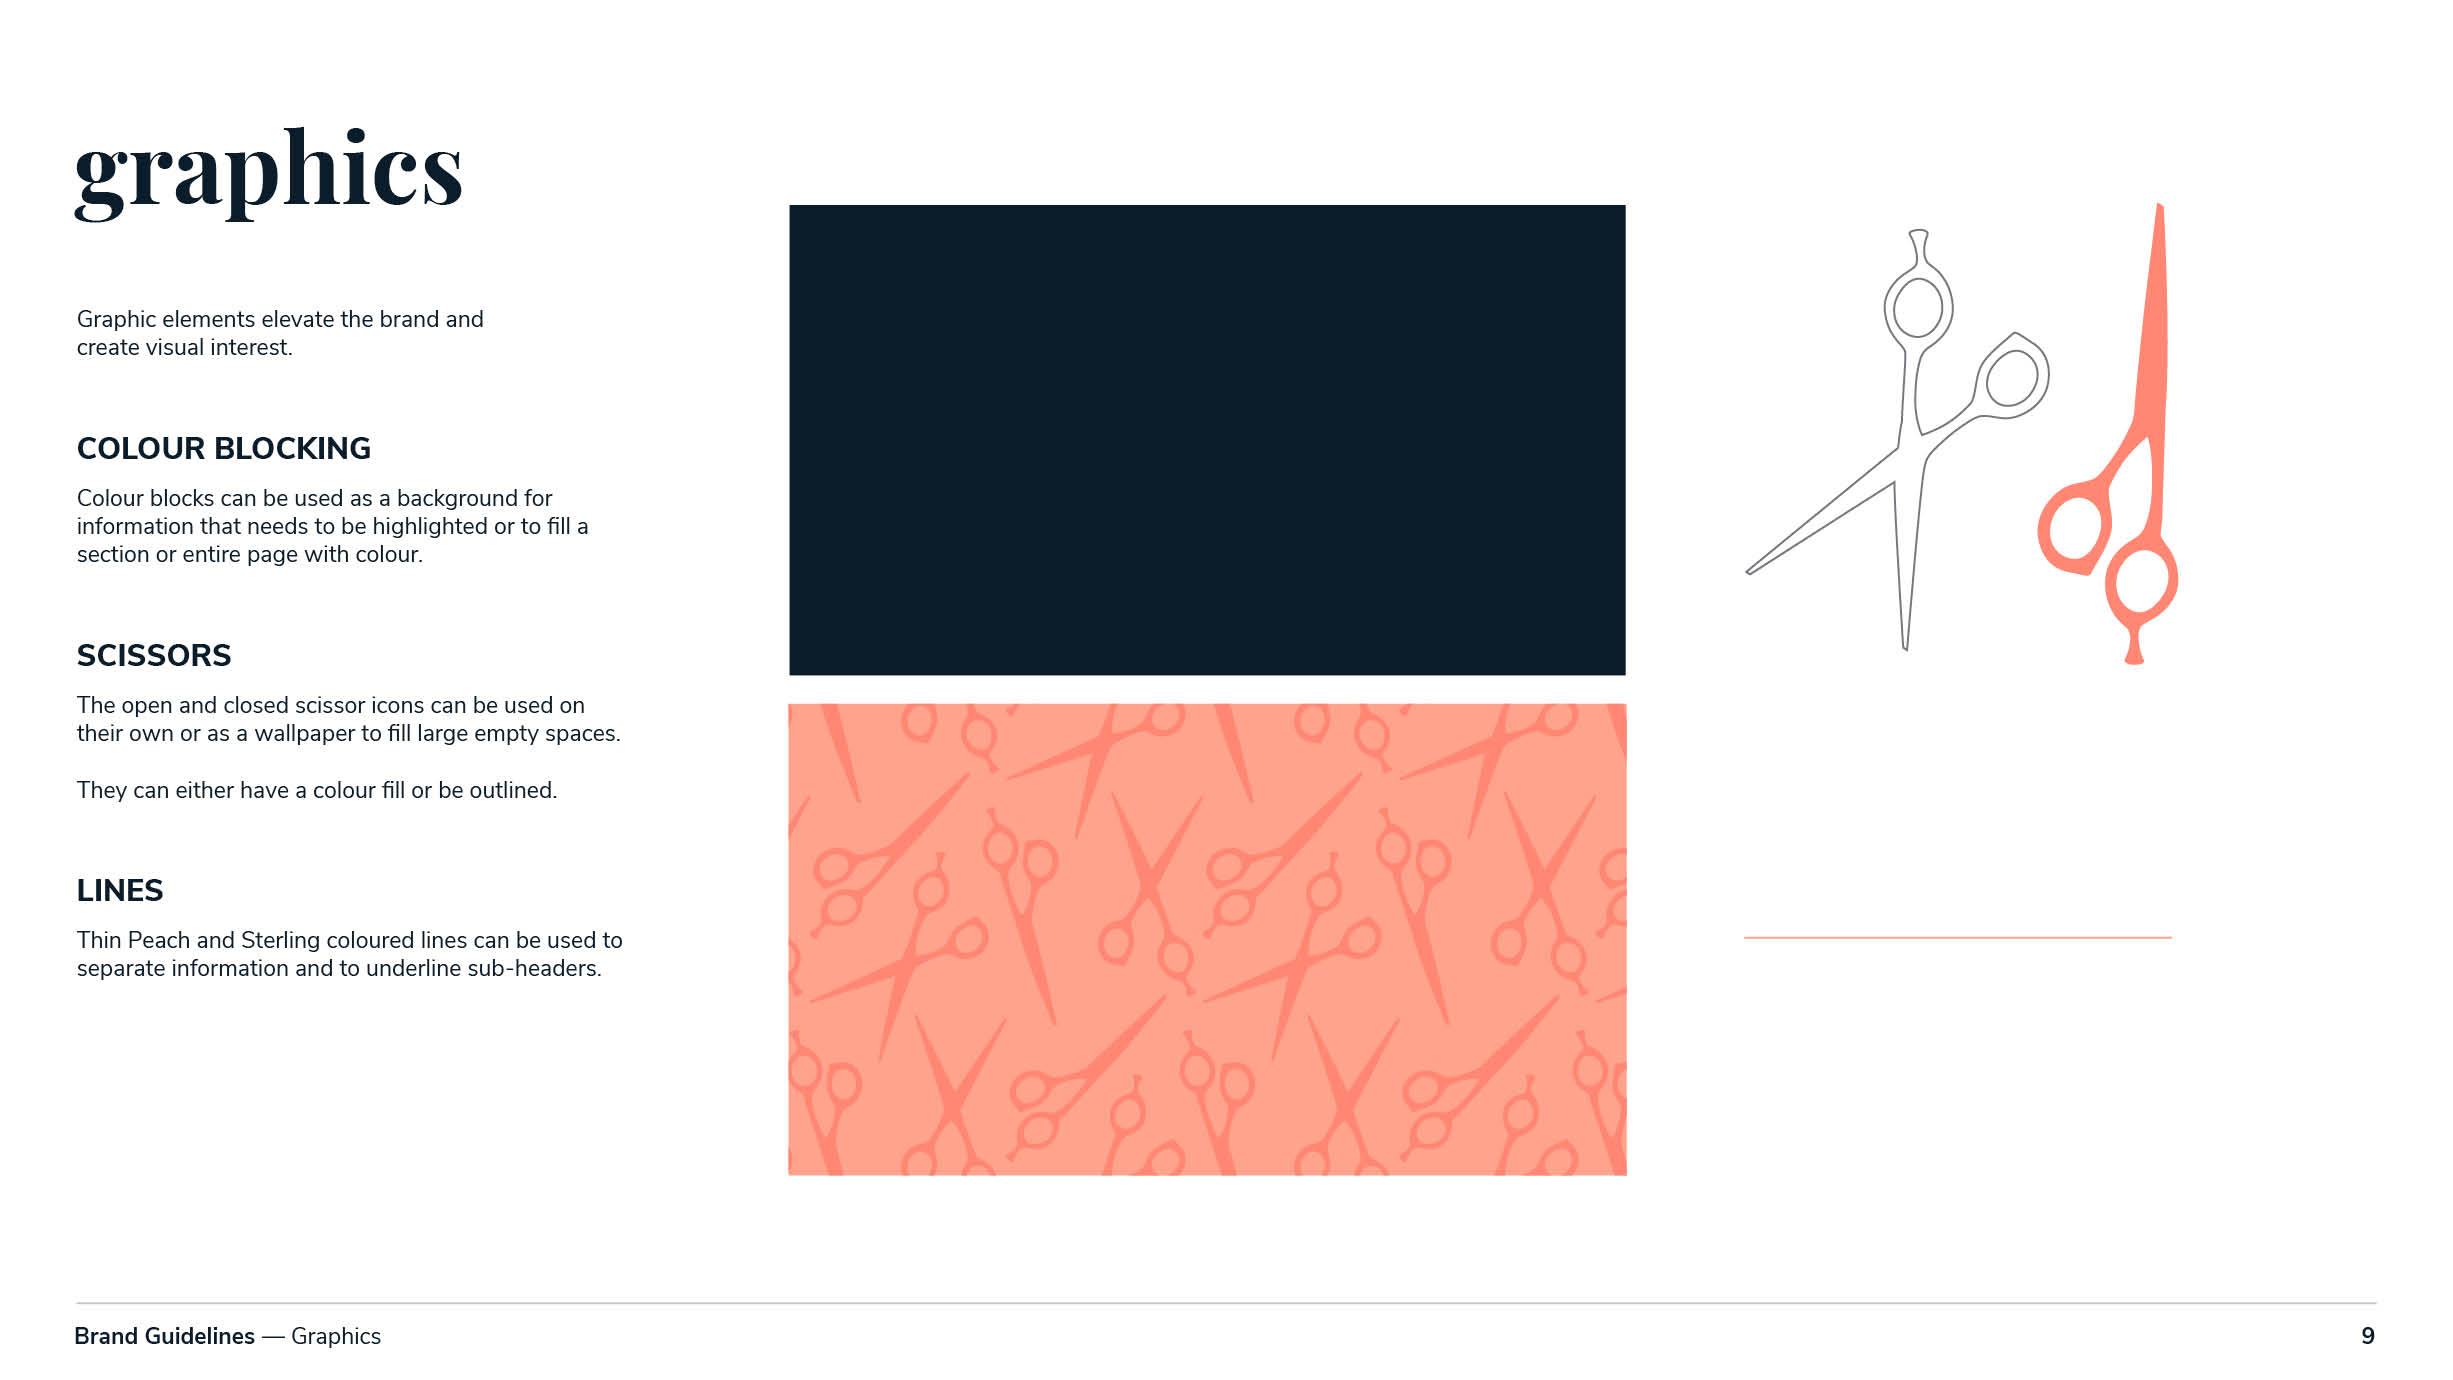 graphics
Graphic elements elevate the brand and
create visual interest.
COLOUR BLOCKING
Colour blocks can be used as a background for
information that needs to be highlighted or to fill a
section or entire page with colour.
SCISSORS
The open and closed scissor icons can be used on
their own or as a wallpaper to fill large empty spaces.
They can either have a colour fill or be outlined.
LINES
Thin Peach and Sterling coloured lines can be used to
separate information and to underline sub-headers.
Brand Guidelines — Graphics
9